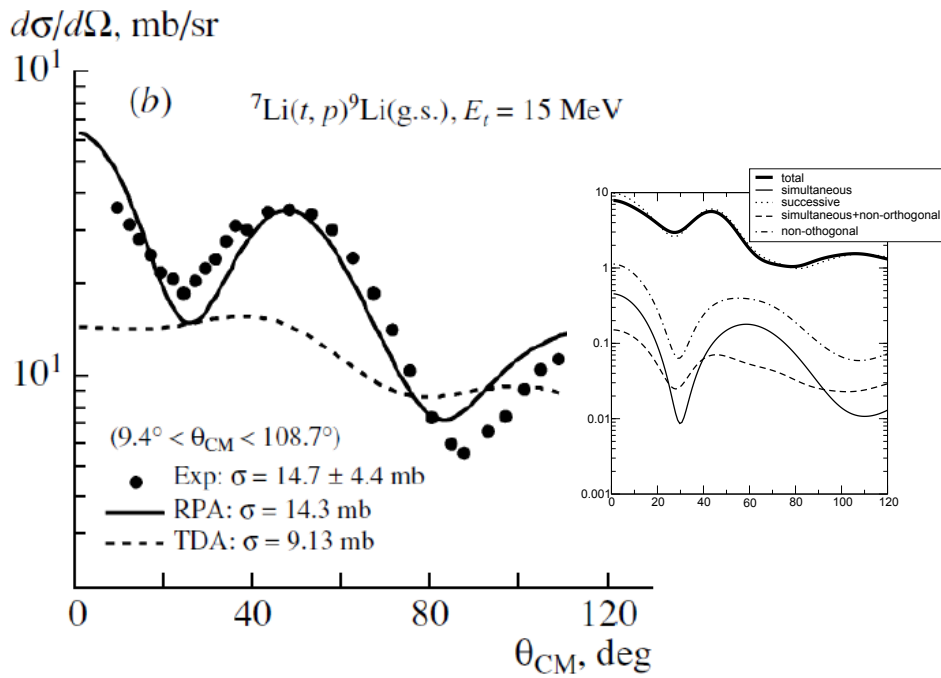 dσ/dΩ, mb/sr
10¹
(b)
⁷Li(t, p)⁹Li(g.s.), Eₜ = 15 MeV
10¹
(9.4° < θCM < 108.7°)
Exp: σ = 14.7 ± 4.4 mb
RPA: σ = 14.3 mb
TDA: σ = 9.13 mb
0 40 80 120
θCM, deg
total
simultaneous
successive
simultaneous+non-orthogonal
non-othogonal
10
1
0.1
0.01
0.001
0 20 40 60 80 100 120